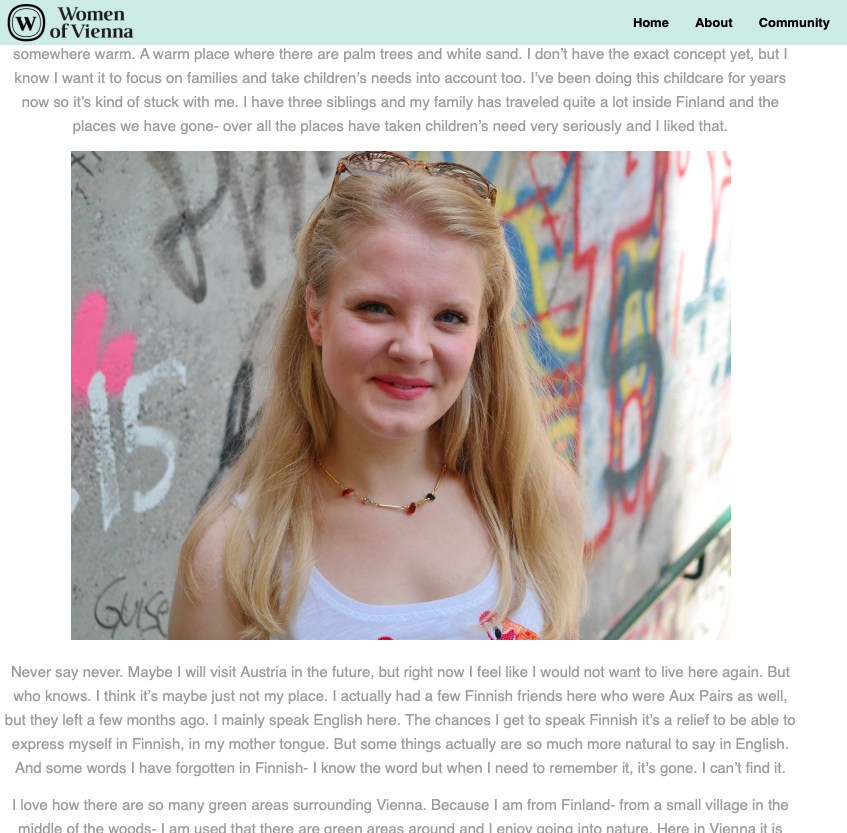 W
Women
of Vienna
Home
About
Community
somewhere warm. A warm place where there are palm trees and white sand. I don’t have the exact concept yet, but I
know I want it to focus on families and take children’s needs into account too. I’ve been doing this childcare for years
now so it’s kind of stuck with me. I have three siblings and my family has traveled quite a lot inside Finland and the
places we have gone- over all the places have taken children’s need very seriously and I liked that.
15
Guise
Never say never. Maybe I will visit Austria in the future, but right now I feel like I would not want to live here again. But
who knows. I think it’s maybe just not my place. I actually had a few Finnish friends here who were Aux Pairs as well,
but they left a few months ago. I mainly speak English here. The chances I get to speak Finnish it’s a relief to be able to
express myself in Finnish, in my mother tongue. But some things actually are so much more natural to say in English.
And some words I have forgotten in Finnish- I know the word but when I need to remember it, it’s gone. I can’t find it.
I love how there are so many green areas surrounding Vienna. Because I am from Finland- from a small village in the
middle of the woods- I am used that there are green areas around and I enjoy going into nature. Here in Vienna it is